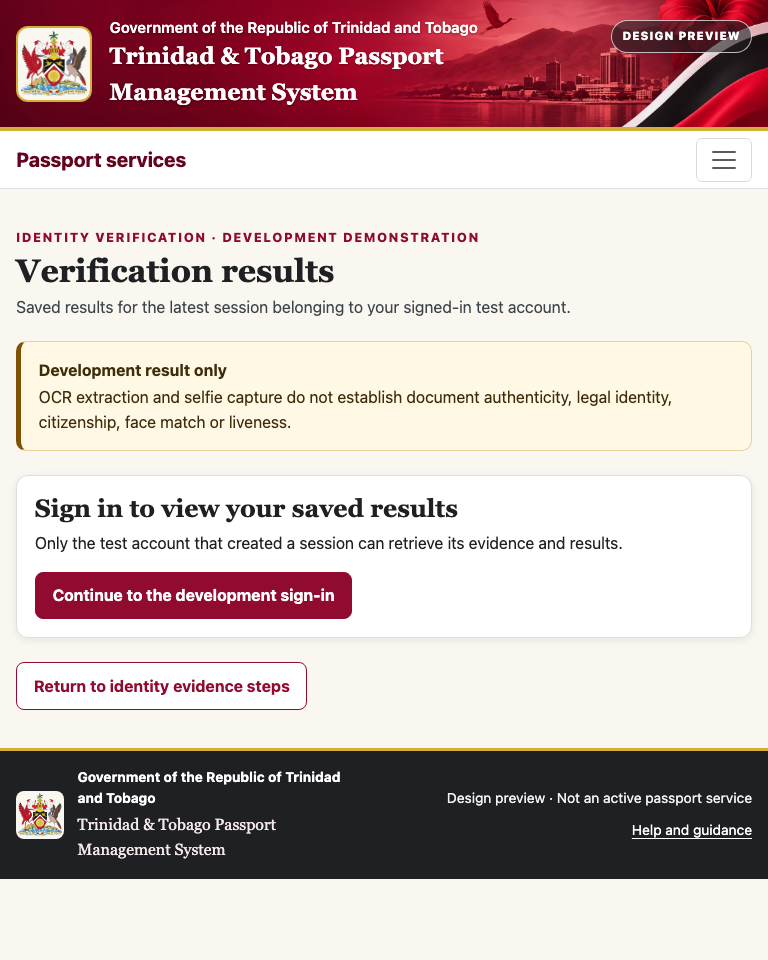 Government of the Republic of Trinidad and Tobago
Trinidad & Tobago Passport
Management System
DESIGN PREVIEW
Passport services
IDENTITY VERIFICATION · DEVELOPMENT DEMONSTRATION
Verification results
Saved results for the latest session belonging to your signed-in test account.
Development result only
OCR extraction and selfie capture do not establish document authenticity, legal identity,
citizenship, face match or liveness.
Sign in to view your saved results
Only the test account that created a session can retrieve its evidence and results.
Continue to the development sign-in
Return to identity evidence steps
Government of the Republic of Trinidad
and Tobago
Trinidad & Tobago Passport
Management System
Design preview · Not an active passport service
Help and guidance